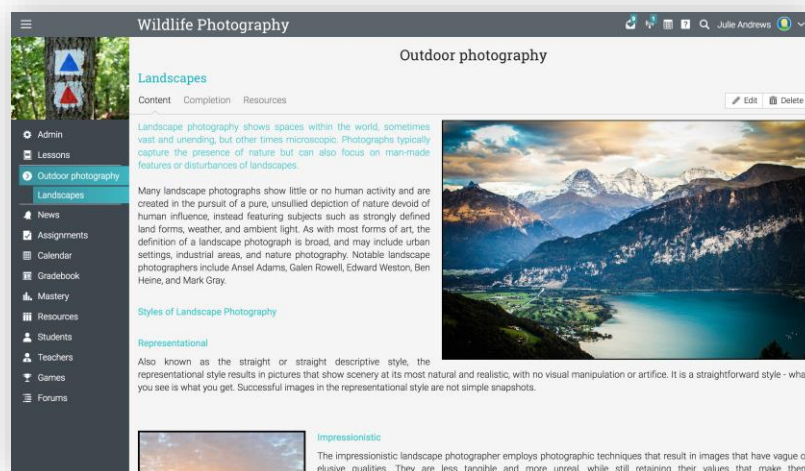 Wildlife Photography
Julie Andrews
Outdoor photography
Landscapes
Content Completion Resources
Edit Delete
Admin
Lessons
Outdoor photography
Landscapes
News
Assignments
Calendar
Gradebook
Mastery
Resources
Students
Teachers
Games
Forums
Landscape photography shows spaces within the world, sometimes
vast and unending, but other times microscopic. Photographs typically
capture the presence of nature but can also focus on man-made
features or disturbances of landscapes.
Many landscape photographs show little or no human activity and are
created in the pursuit of a pure, unsullied depiction of nature devoid of
human influence, instead featuring subjects such as strongly defined
land forms, weather, and ambient light. As with most forms of art, the
definition of a landscape photograph is broad, and may include urban
settings, industrial areas, and nature photography. Notable landscape
photographers include Ansel Adams, Galen Rowell, Edward Weston, Ben
Heine, and Mark Gray.
Styles of Landscape Photography
Representational
Also known as the straight or straight descriptive style, the
representational style results in pictures that show scenery at its most natural and realistic, with no visual manipulation or artifice. It is a straightforward style - wha
you see is what you get. Successful images in the representational style are not simple snapshots.
Impressionistic
The impressionistic landscape photographer employs photographic techniques that result in images that have vague o
elusive qualities. They are less tangible and more unreal, while still retaining their values that make them